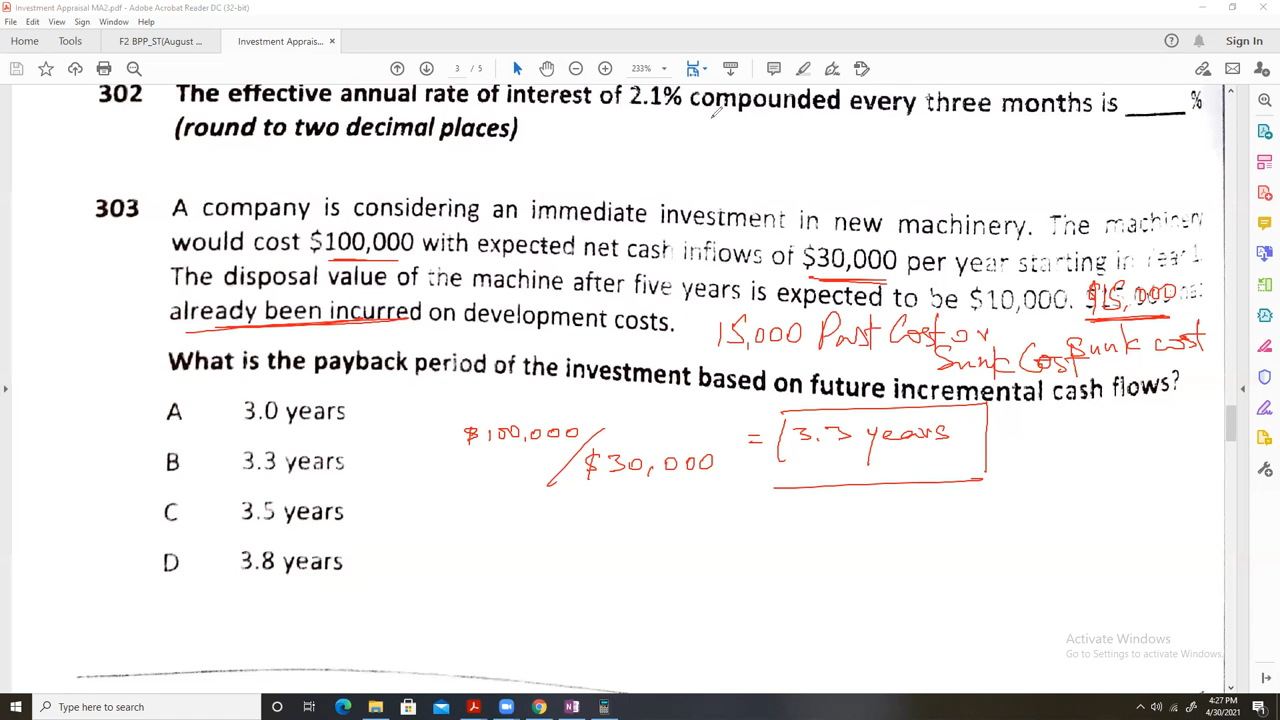 Investment Appraisal MA2.pdf - Adobe Acrobat Reader DC (32-bit)
File Edit View Sign Window Help
Home Tools F2 BPP_ST(August ... Investment Apprais... × Sign In
3 / 5 233%
302 The effective annual rate of interest of 2.1% compounded every three months is ____ %
(round to two decimal places)
303 A company is considering an immediate investment in new machinery. The machinery
would cost $100,000 with expected net cash inflows of $30,000 per year starting in Year 1.
The disposal value of the machine after five years is expected to be $10,000. $15,000
already been incurred on development costs.
15,000 Past Cost or
Sunk Cost
Sunk cost
What is the payback period of the investment based on future incremental cash flows?
A 3.0 years
B 3.3 years
C 3.5 years
D 3.8 years
$100,000 / $30,000 = 3.3 years
Activate Windows
Go to Settings to activate Windows.
Type here to search
4:27 PM
4/30/2021